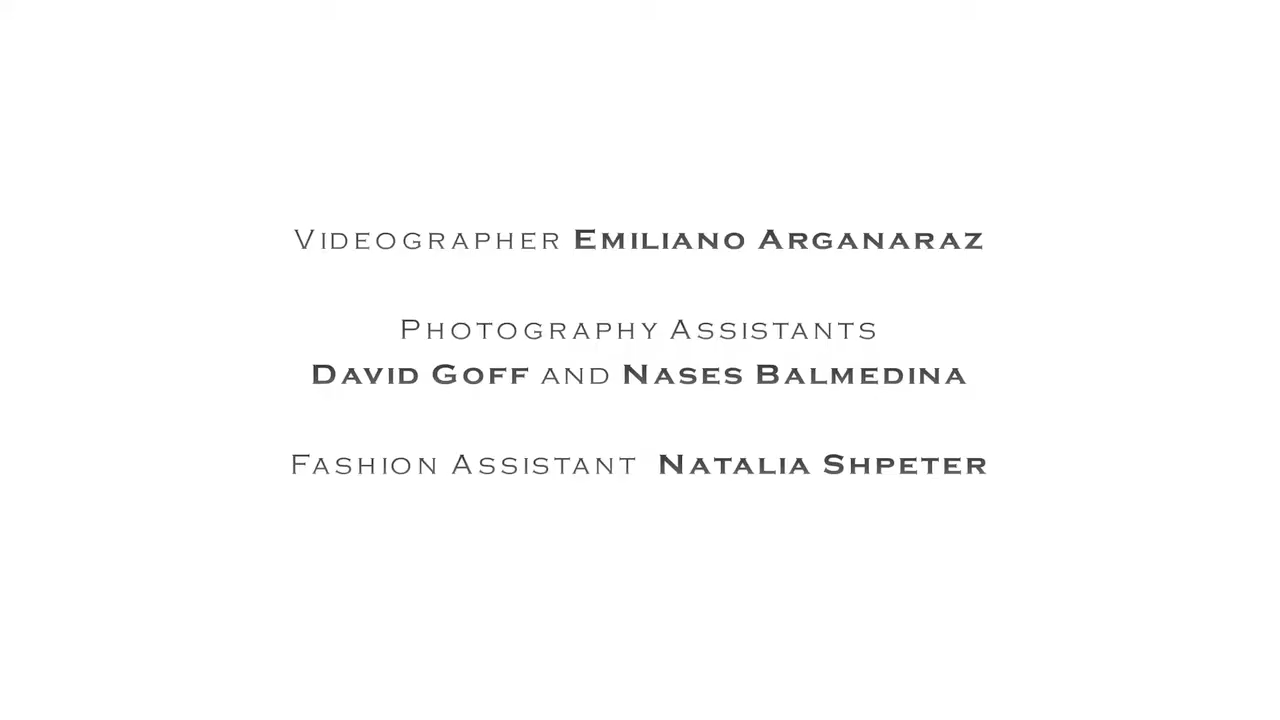 Videographer Emiliano Arganaraz
Photography Assistants
David Goff and Nases Balmedina
Fashion Assistant Natalia Shpeter